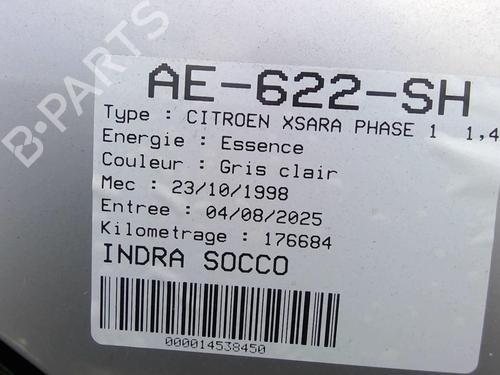 AE-622-SH
Type : CITROEN XSARA PHASE 1 1,4
Energie : Essence
Couleur : Gris clair
Mec : 23/10/1998
Entree : 04/08/2025
Kilometrage : 176684
INDRA SOCCO
000014538450